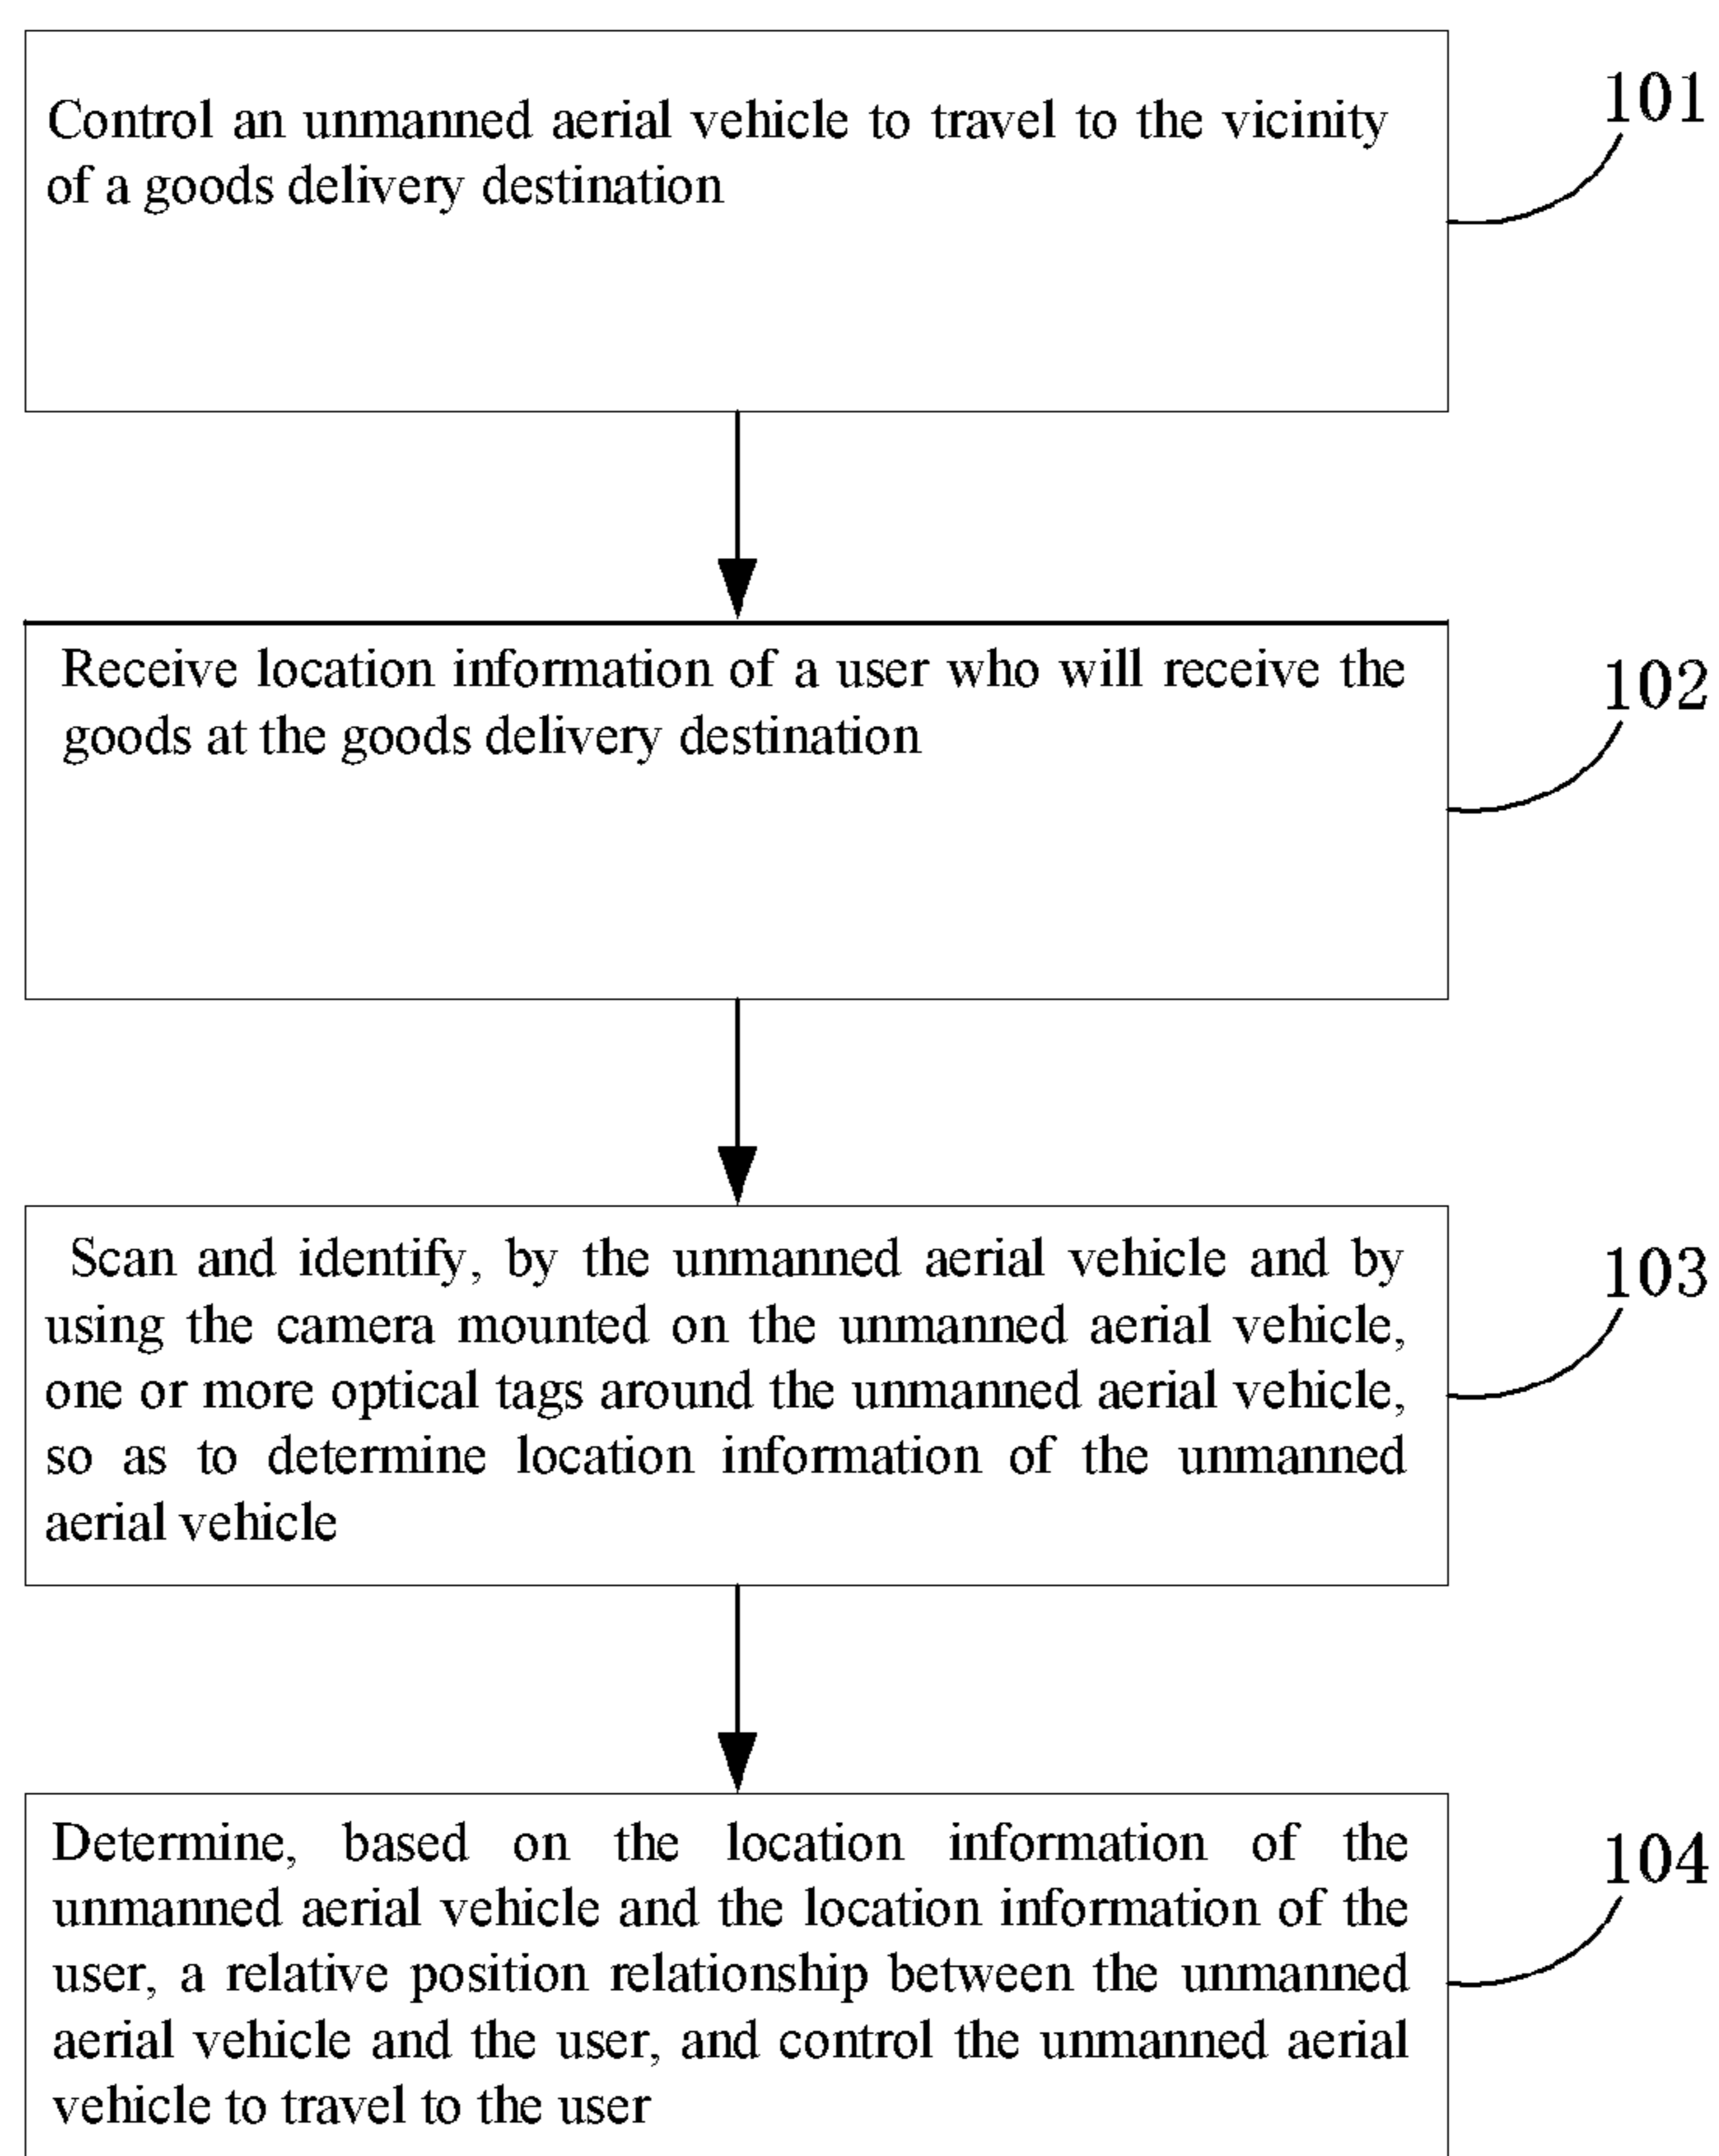 Control an unmanned aerial vehicle to travel to the vicinity
of a goods delivery destination
101
Receive location information of a user who will receive the
goods at the goods delivery destination
102
Scan and identify, by the unmanned aerial vehicle and by
using the camera mounted on the unmanned aerial vehicle,
one or more optical tags around the unmanned aerial vehicle,
so as to determine location information of the unmanned
aerial vehicle
103
Determine, based on the location information of the
unmanned aerial vehicle and the location information of the
user, a relative position relationship between the unmanned
aerial vehicle and the user, and control the unmanned aerial
vehicle to travel to the user
104